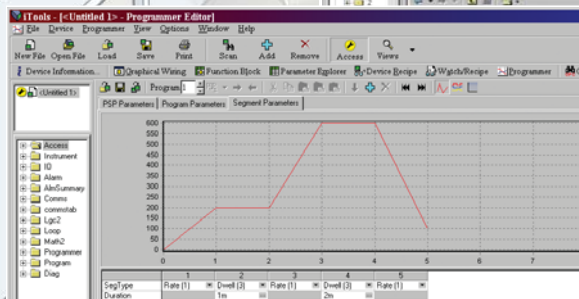 iTools - [<Untitled 1> - Programmer Editor]
File Device Programmer View Options Window Help
New File Open File Load Save Print Scan Add Remove Access Views
Device Information... Graphical Wiring Function Block Parameter Explorer Device Recipe Watch/Recipe Programmer
<Untitled 1>
Program 1
PSP Parameters Program Parameters Segment Parameters
Access
Instrument
IO
Alarm
AlmSummary
Comms
commstab
Lgc2
Loop
Math2
Programmer
Program
Diag
600
550
500
450
400
350
300
250
200
150
100
50
0
0 1 2 3 4 5 6 7
1 2 3 4 5
SegType Rate (1) Dwell (3) Rate (1) Dwell (3) Rate (1)
Duration 1m 2m